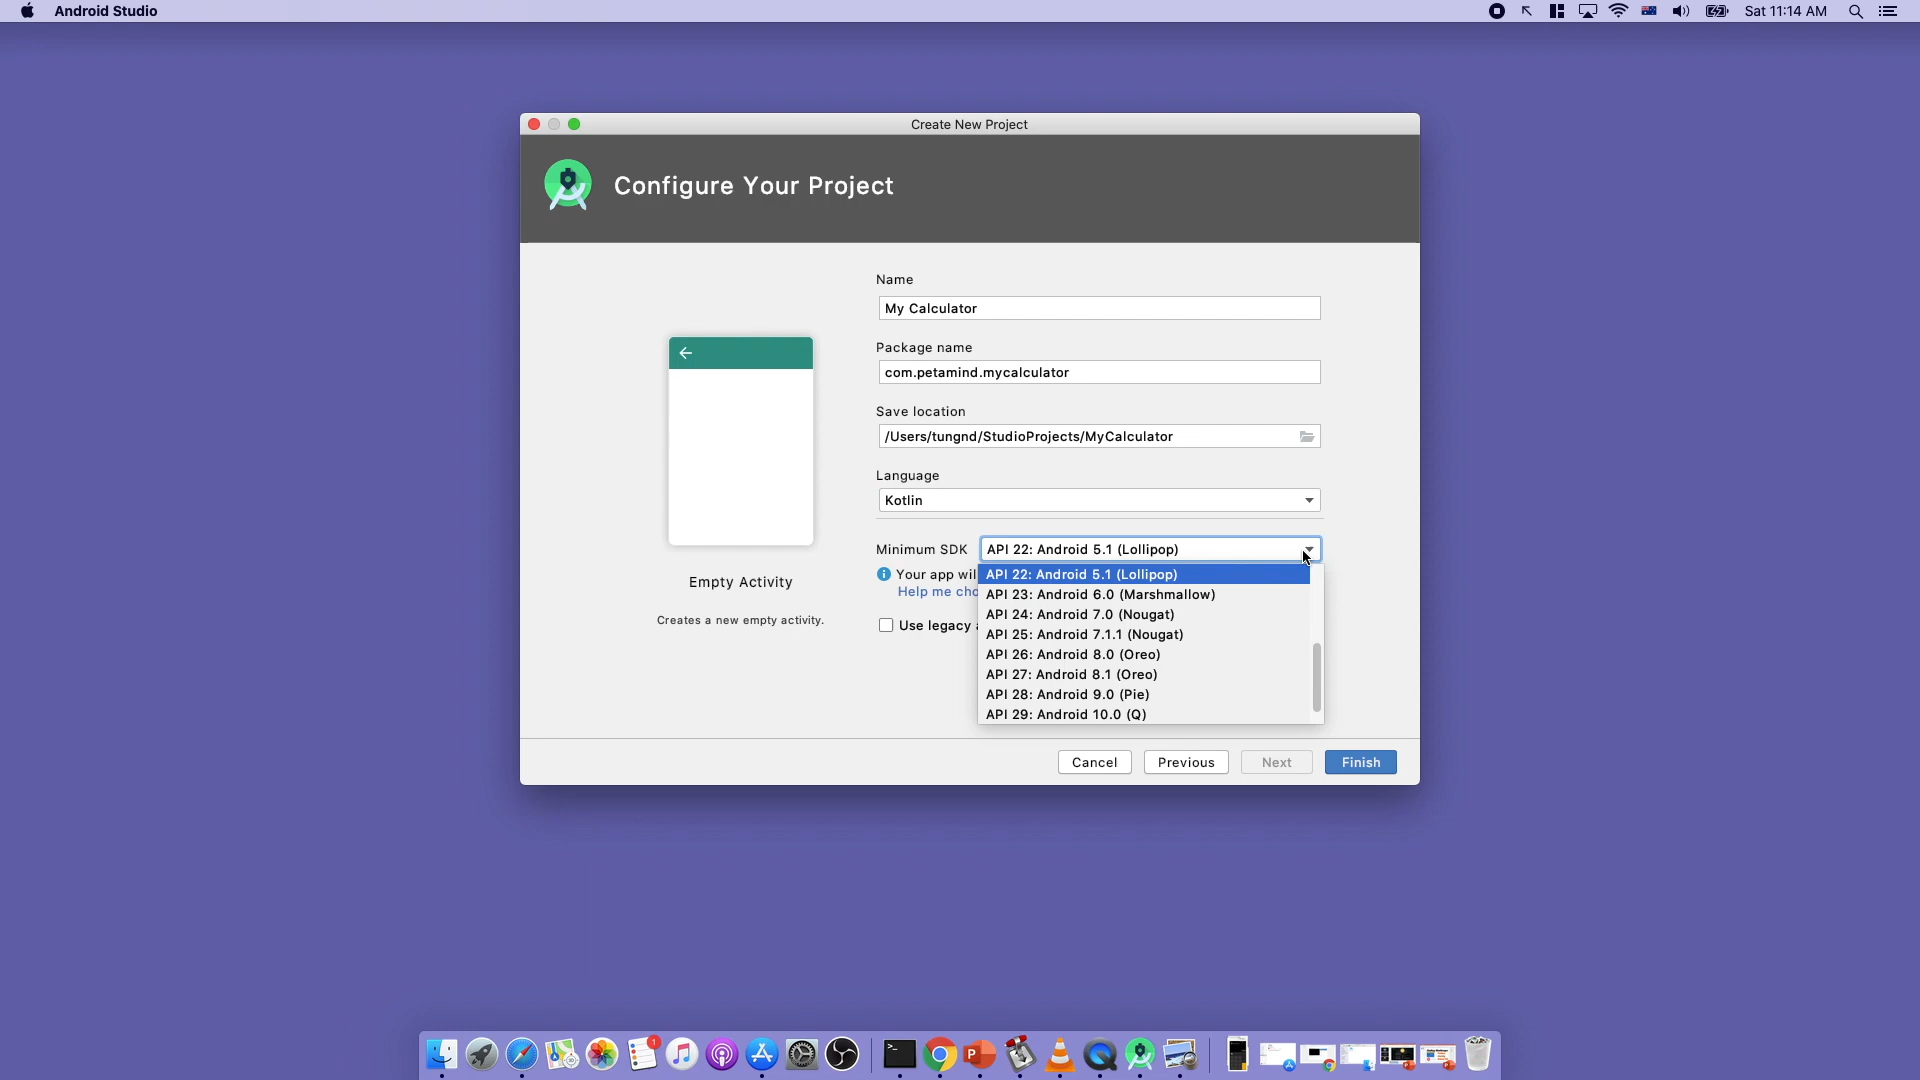 Android Studio
Sat 11:14 AM
Create New Project
Configure Your Project
Name
My Calculator
Package name
com.petamind.mycalculator
Save location
/Users/tungnd/StudioProjects/MyCalculator
Language
Kotlin
Minimum SDK
API 22: Android 5.1 (Lollipop)
Your app wil
Help me cho
Use legacy
API 22: Android 5.1 (Lollipop)
API 23: Android 6.0 (Marshmallow)
API 24: Android 7.0 (Nougat)
API 25: Android 7.1.1 (Nougat)
API 26: Android 8.0 (Oreo)
API 27: Android 8.1 (Oreo)
API 28: Android 9.0 (Pie)
API 29: Android 10.0 (Q)
Empty Activity
Creates a new empty activity.
Cancel
Previous
Next
Finish
1